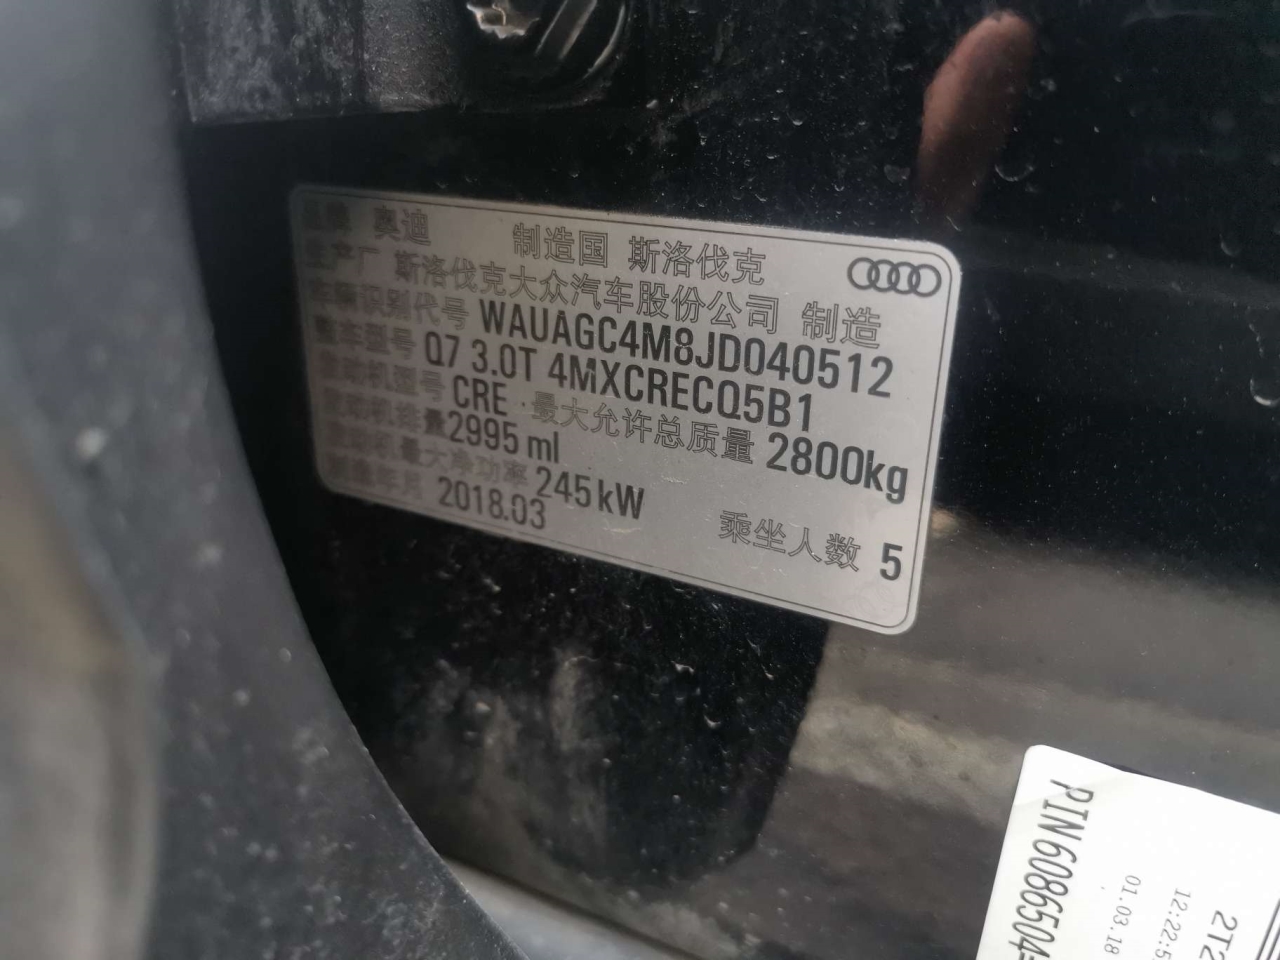 品牌 奥迪 制造国 斯洛伐克
生产厂 斯洛伐克大众汽车股份公司 制造
车辆识别代号 WAUAGC4M8JD040512
整车型号 Q7 3.0T 4MXCRECQ5B1
发动机型号 CRE 最大允许总质量 2800kg
发动机排量 2995 ml
发动机最大净功率 245 kW 乘坐人数 5
制造年月 2018.03
PIN6086504
01.03.18
12:22:5
2T2